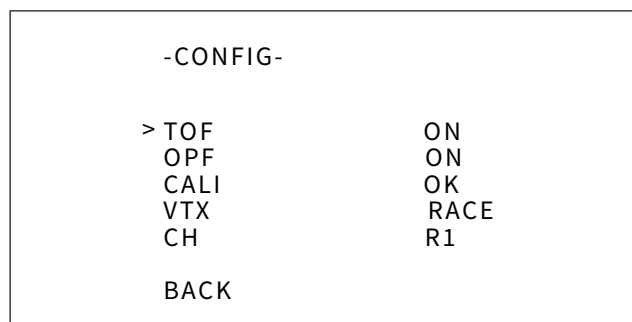 -CONFIG-
> TOF ON
OPF ON
CALI OK
VTX RACE
CH R1
BACK